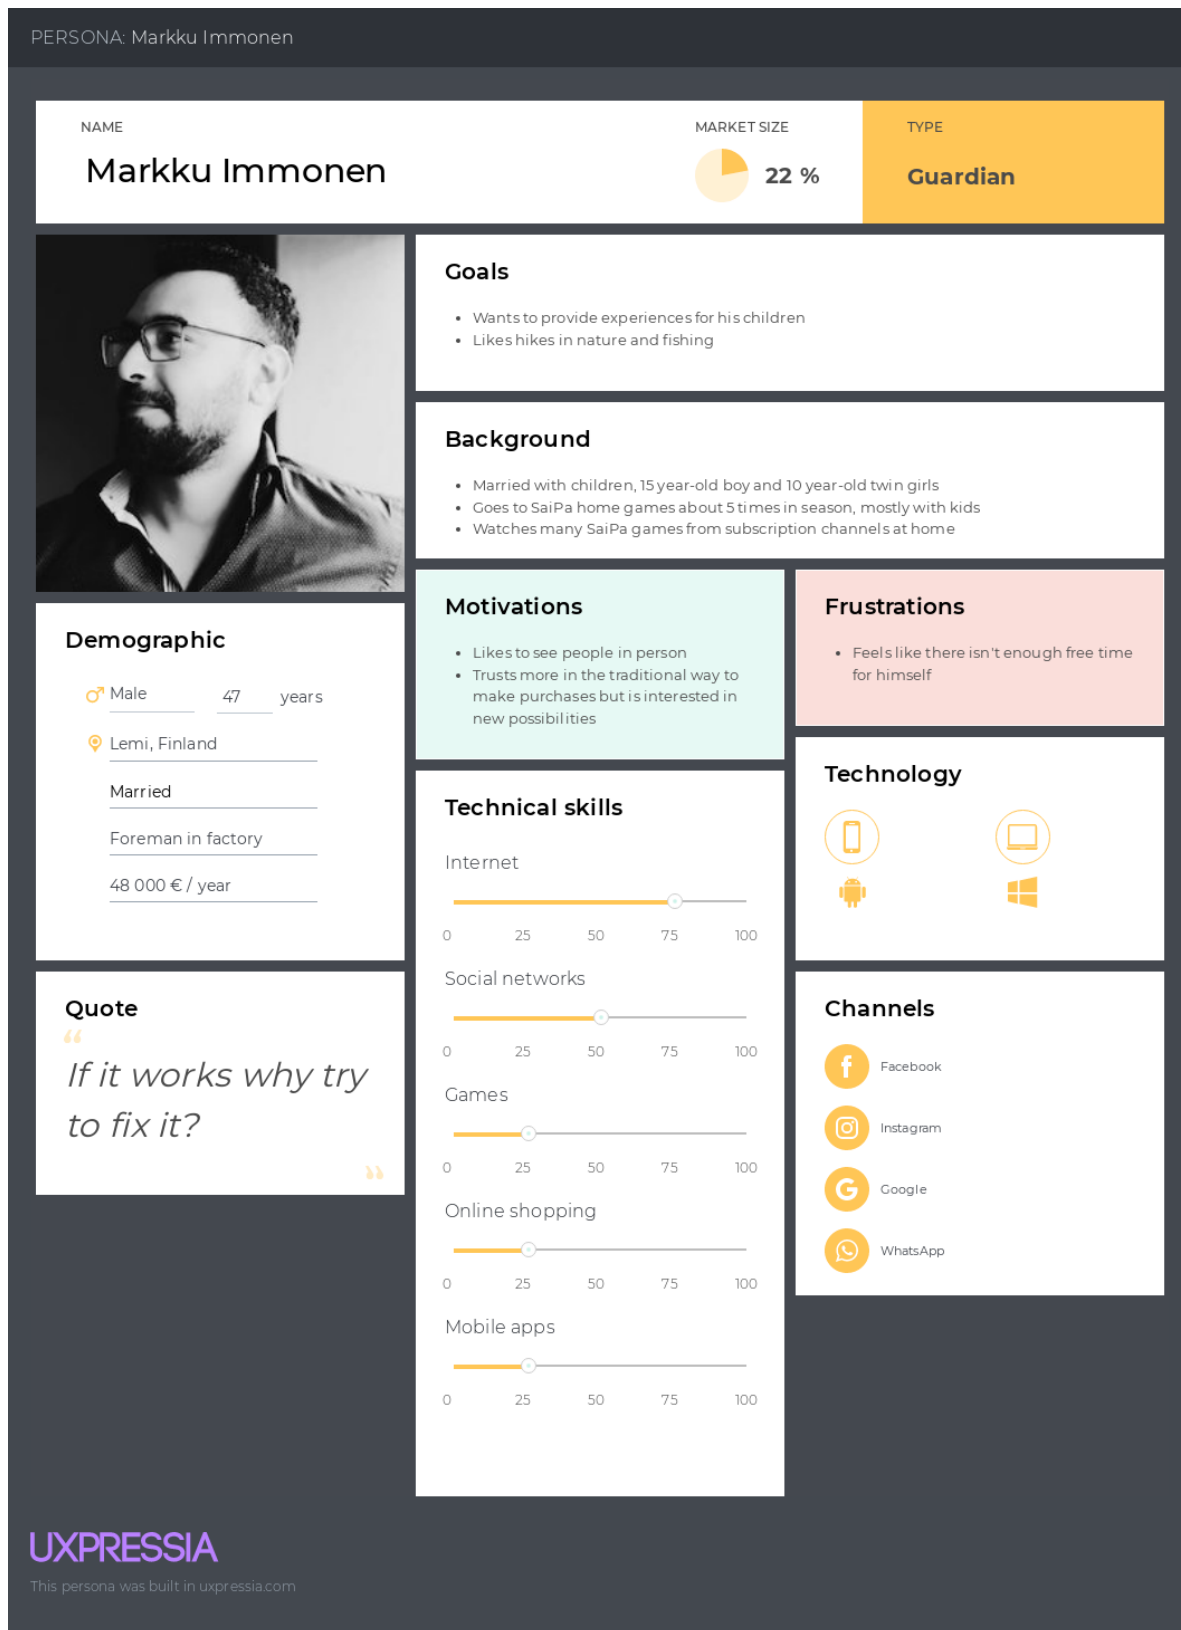 PERSONA: Markku Immonen
NAME
Markku Immonen
MARKET SIZE
22 %
TYPE
Guardian
Goals
• Wants to provide experiences for his children
• Likes hikes in nature and fishing
Background
• Married with children, 15 year-old boy and 10 year-old twin girls
• Goes to SaiPa home games about 5 times in season, mostly with kids
• Watches many SaiPa games from subscription channels at home
Demographic
Male 47 years
Lemi, Finland
Married
Foreman in factory
48 000 € / year
Quote
“
If it works why try
to fix it?
”
Motivations
• Likes to see people in person
• Trusts more in the traditional way to
make purchases but is interested in
new possibilities
Frustrations
• Feels like there isn't enough free time
for himself
Technical skills
Internet
0 25 50 75 100
Social networks
0 25 50 75 100
Games
0 25 50 75 100
Online shopping
0 25 50 75 100
Mobile apps
0 25 50 75 100
Technology
Channels
Facebook
Instagram
Google
WhatsApp
UXPRESSIA
This persona was built in uxpressia.com